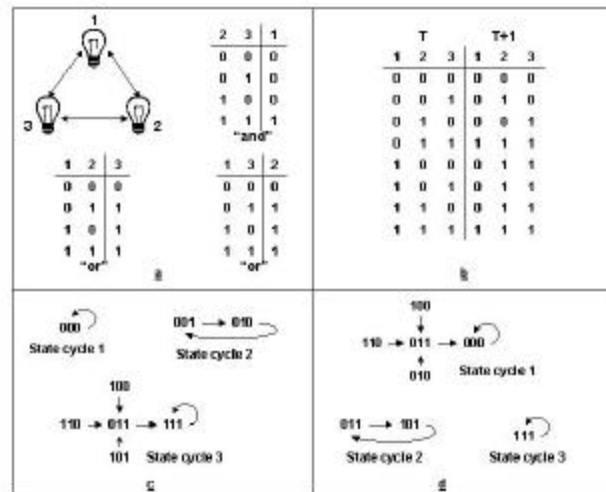 1
3 2
2 3 1
0 0 0
0 1 0
1 0 0
1 1 1
"and"
1 2 3
0 0 0
0 1 1
1 0 1
1 1 1
"or"
1 3 2
0 0 0
0 1 1
1 0 1
1 1 1
"or"
a
T T+1
1 2 3 1 2 3
0 0 0 0 0 0
0 0 1 0 1 0
0 1 0 0 0 1
0 1 1 1 1 1
1 0 0 0 1 1
1 0 1 0 1 1
1 1 0 0 1 1
1 1 1 1 1 1
b
000
State cycle 1
001 010
State cycle 2
100
110 011 111
101 State cycle 3
c
100
110 011 000
010 State cycle 1
011 101
State cycle 2
111
State cycle 3
d